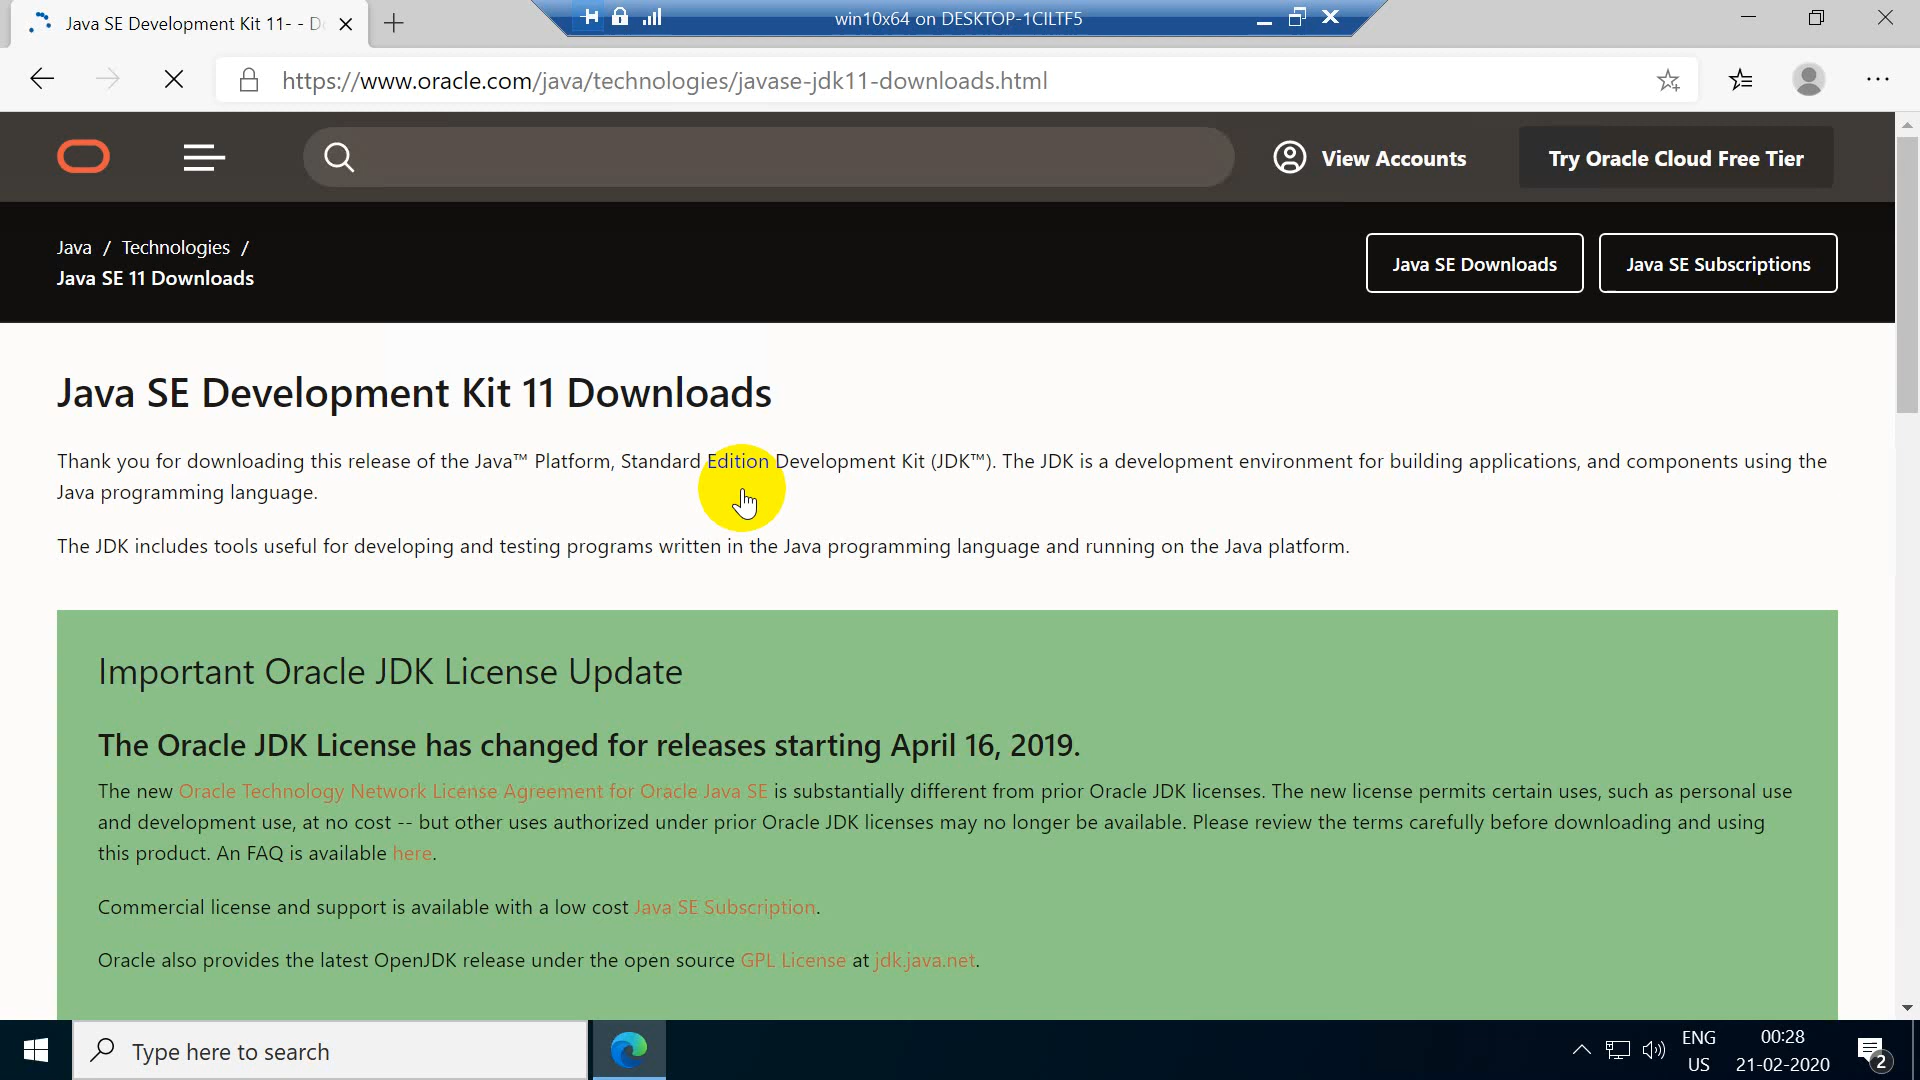 Java SE Development Kit 11- - D
win10x64 on DESKTOP-1CILTF5
https://www.oracle.com/java/technologies/javase-jdk11-downloads.html
View Accounts
Try Oracle Cloud Free Tier
Java / Technologies /
Java SE 11 Downloads
Java SE Downloads
Java SE Subscriptions
Java SE Development Kit 11 Downloads
Thank you for downloading this release of the Java™ Platform, Standard Edition Development Kit (JDK™). The JDK is a development environment for building applications, and components using the
Java programming language.
The JDK includes tools useful for developing and testing programs written in the Java programming language and running on the Java platform.
Important Oracle JDK License Update
The Oracle JDK License has changed for releases starting April 16, 2019.
The new Oracle Technology Network License Agreement for Oracle Java SE is substantially different from prior Oracle JDK licenses. The new license permits certain uses, such as personal use
and development use, at no cost -- but other uses authorized under prior Oracle JDK licenses may no longer be available. Please review the terms carefully before downloading and using
this product. An FAQ is available here.
Commercial license and support is available with a low cost Java SE Subscription.
Oracle also provides the latest OpenJDK release under the open source GPL License at jdk.java.net.
Type here to search
ENG
US
00:28
21-02-2020
2